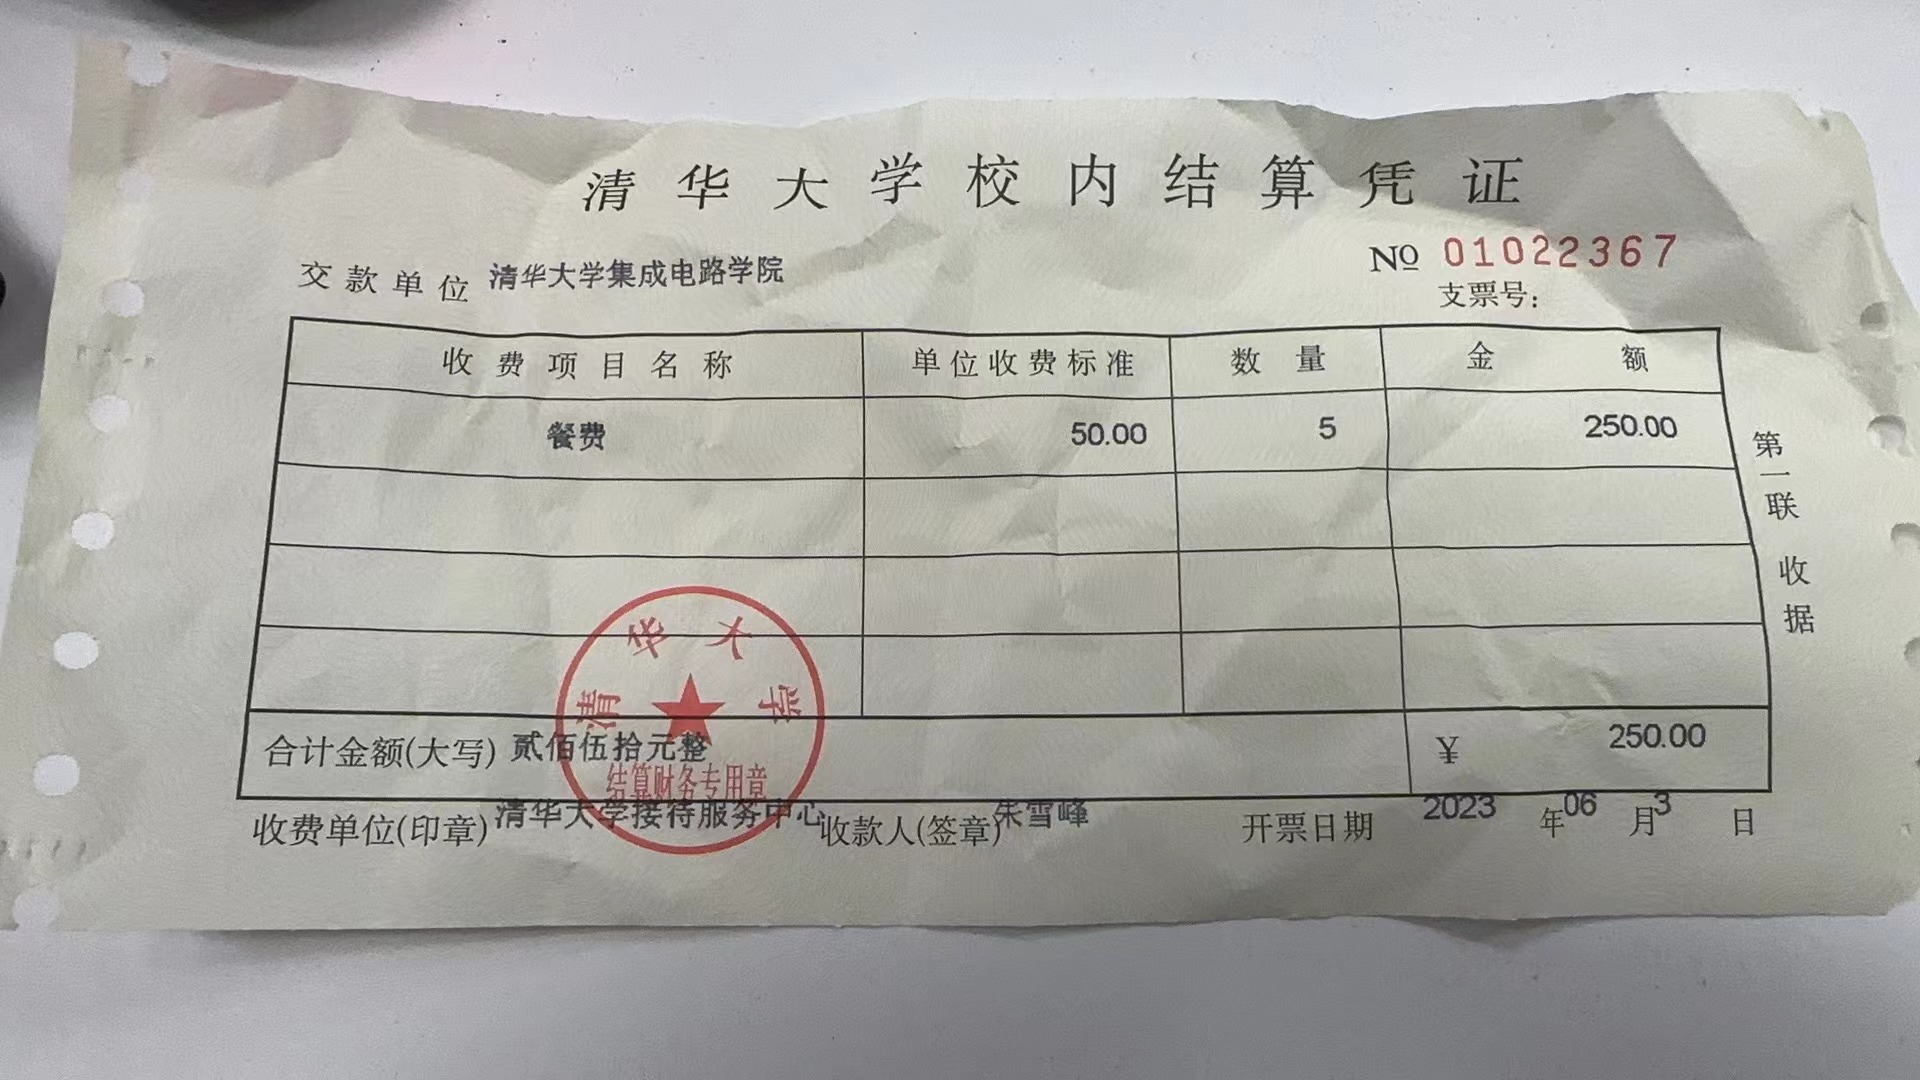 清华大学校内结算凭证
交款单位 清华大学集成电路学院
№ 01022367
支票号：
收费项目名称 单位收费标准 数量 金额
餐费 50.00 5 250.00
合计金额(大写) 贰佰伍拾元整 ¥ 250.00
收费单位(印章) 清华大学接待服务中心 收款人(签章) 朱雪峰 开票日期 2023 年 06 月 3 日
第一联 收据
清华大学
结算财务专用章